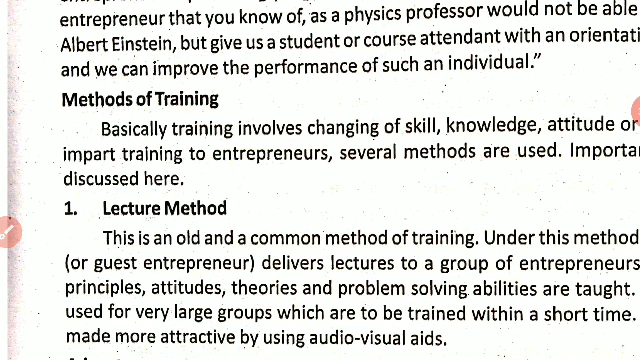 entrepreneur that you know of, as a physics professor would not be able
Albert Einstein, but give us a student or course attendant with an orientati
and we can improve the performance of such an individual."
Methods of Training
Basically training involves changing of skill, knowledge, attitude or
impart training to entrepreneurs, several methods are used. Importa
discussed here.
1. Lecture Method
This is an old and a common method of training. Under this method
(or guest entrepreneur) delivers lectures to a group of entrepreneurs
principles, attitudes, theories and problem solving abilities are taught.
used for very large groups which are to be trained within a short time.
made more attractive by using audio-visual aids.